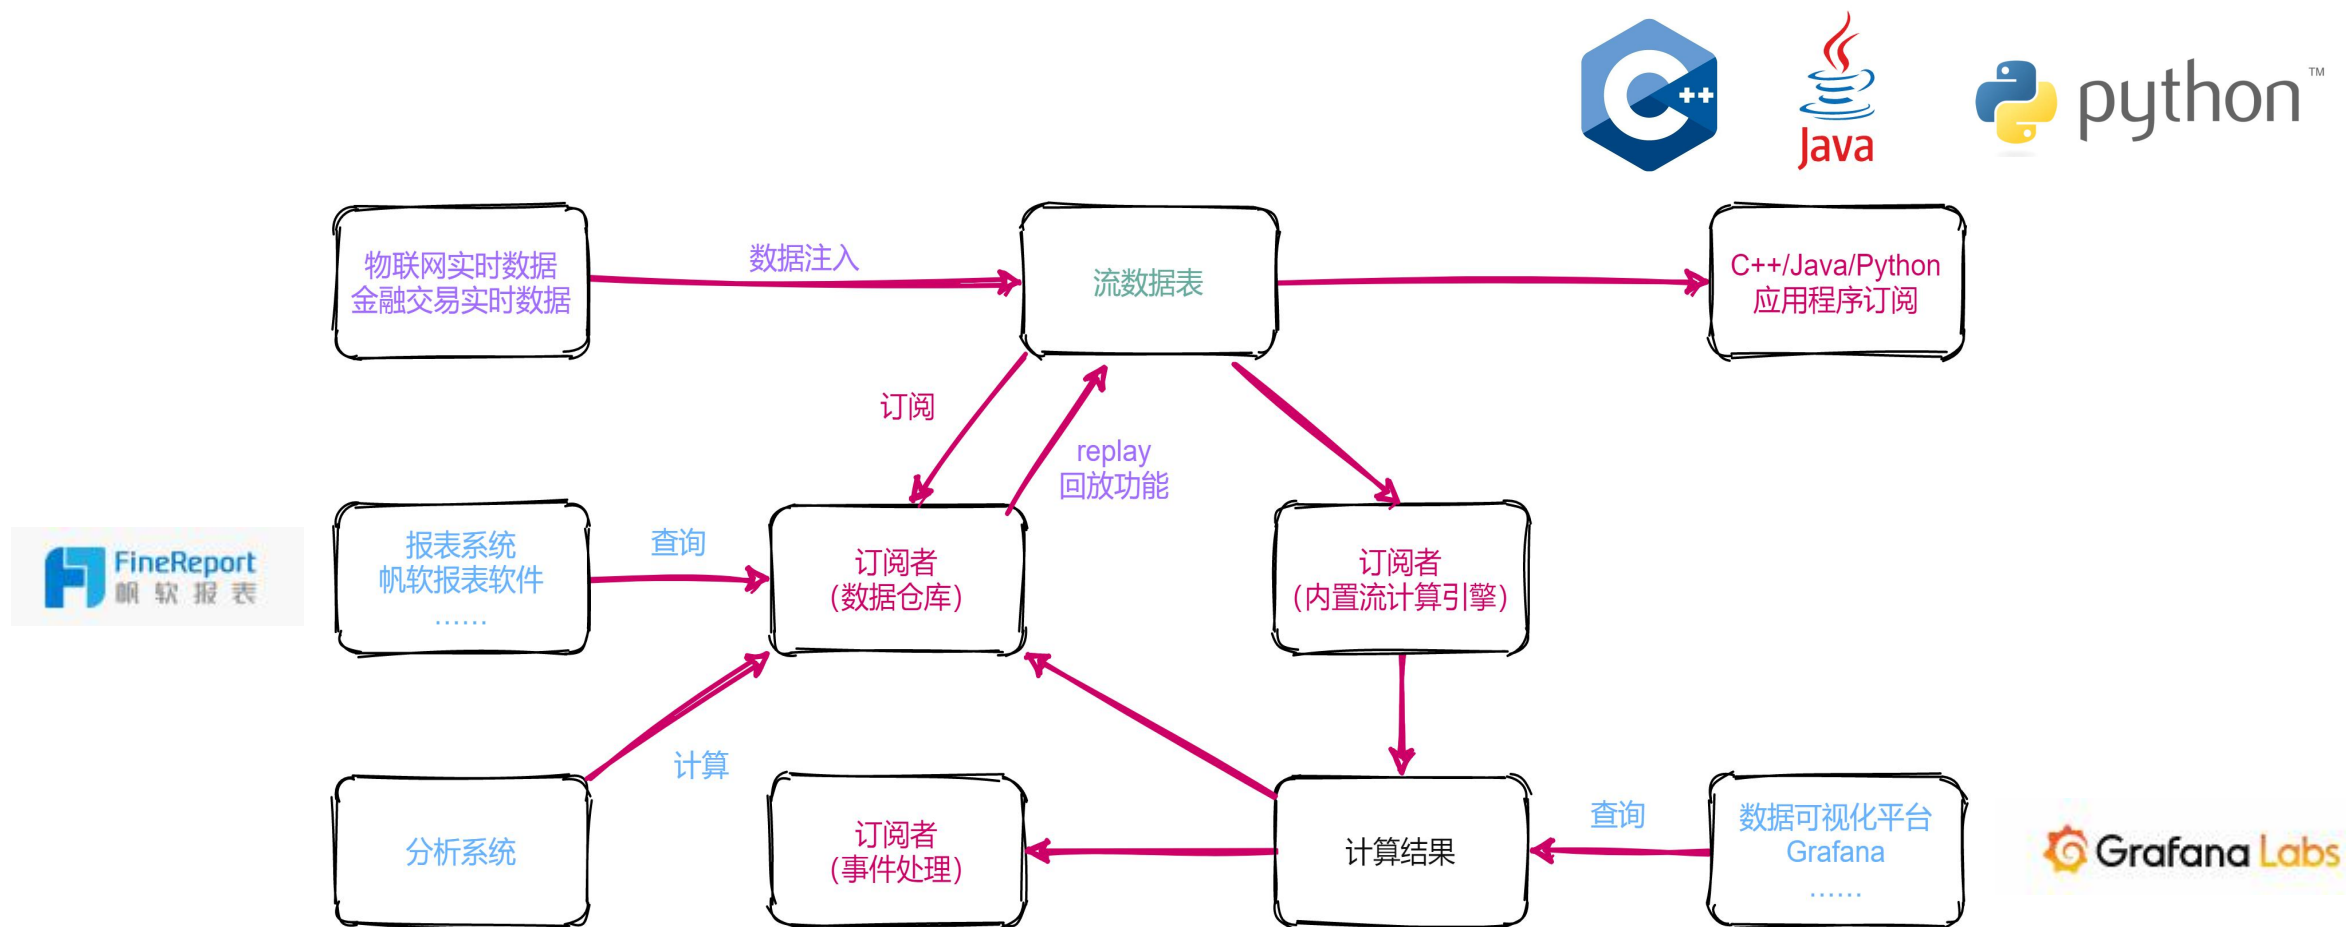 C++
Java
python™
物联网实时数据
金融交易实时数据
数据注入
流数据表
C++/Java/Python
应用程序订阅
订阅
replay
回放功能
FineReport
帆软报表
报表系统
帆软报表软件
……
查询
订阅者
（数据仓库）
订阅者
（内置流计算引擎）
计算
分析系统
订阅者
（事件处理）
计算结果
查询
数据可视化平台
Grafana
……
Grafana Labs